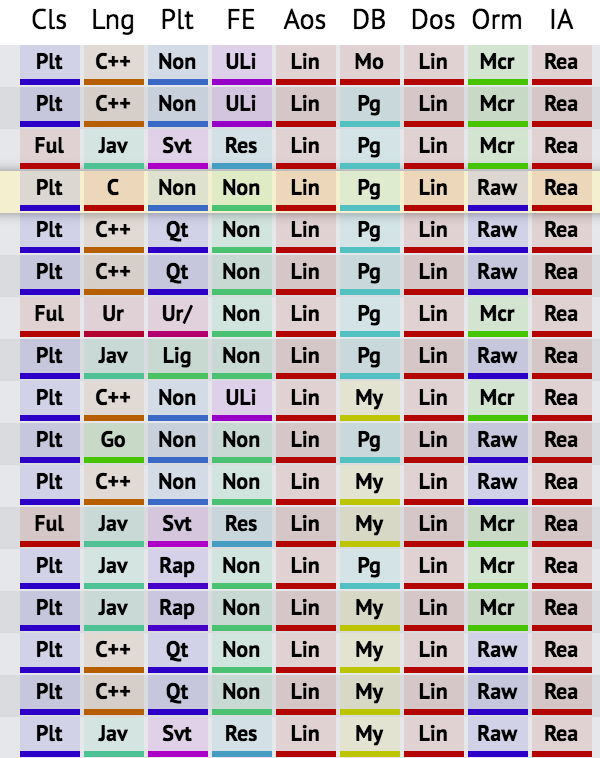 Cls Lng Plt FE Aos DB Dos Orm IA
Plt C++ Non ULi Lin Mo Lin Mcr Rea
Plt C++ Non ULi Lin Pg Lin Mcr Rea
Ful Jav Svt Res Lin Pg Lin Mcr Rea
Plt C Non Non Lin Pg Lin Raw Rea
Plt C++ Qt Non Lin Pg Lin Raw Rea
Plt C++ Qt Non Lin Pg Lin Raw Rea
Ful Ur Ur/ Non Lin Pg Lin Mcr Rea
Plt Jav Lig Non Lin Pg Lin Raw Rea
Plt C++ Non ULi Lin My Lin Mcr Rea
Plt Go Non Non Lin Pg Lin Raw Rea
Plt C++ Non Non Lin My Lin Raw Rea
Ful Jav Svt Res Lin My Lin Mcr Rea
Plt Jav Rap Non Lin Pg Lin Mcr Rea
Plt Jav Rap Non Lin My Lin Mcr Rea
Plt C++ Qt Non Lin My Lin Raw Rea
Plt C++ Qt Non Lin My Lin Raw Rea
Plt Jav Svt Res Lin My Lin Raw Rea